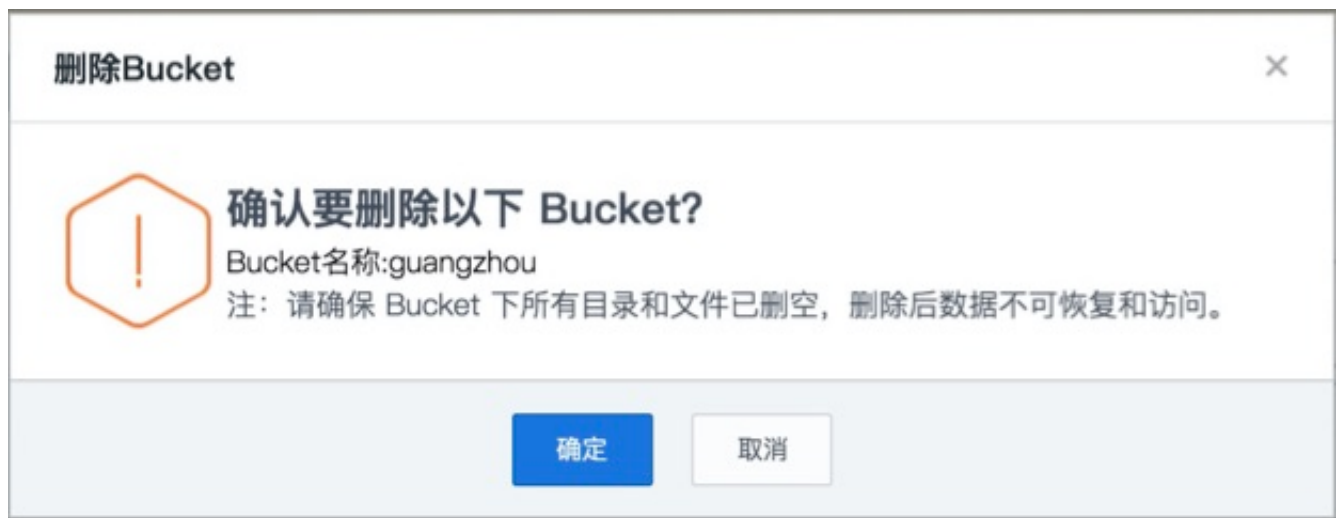 删除Bucket
确认要删除以下 Bucket?
Bucket名称:guangzhou
注：请确保 Bucket 下所有目录和文件已删空，删除后数据不可恢复和访问。
确定
取消